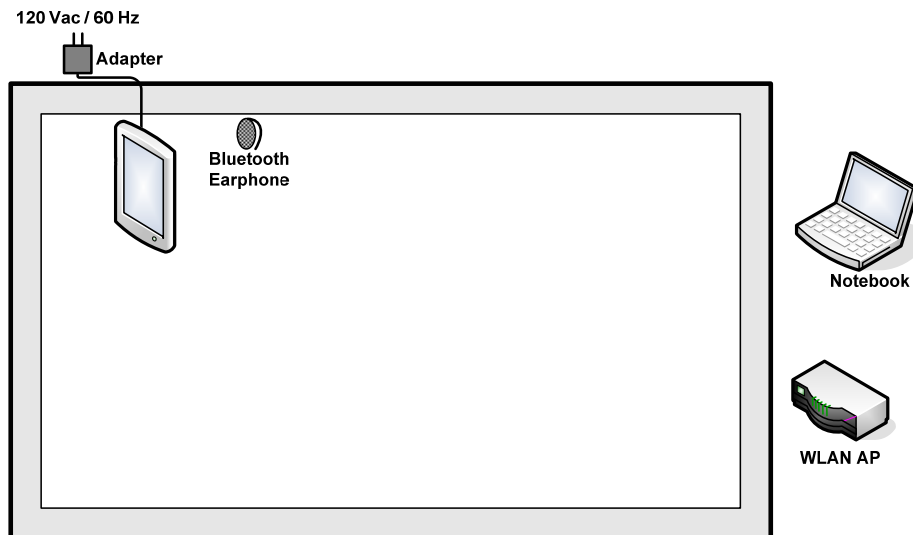 120 Vac / 60 Hz
Adapter
Bluetooth
Earphone
Notebook
WLAN AP